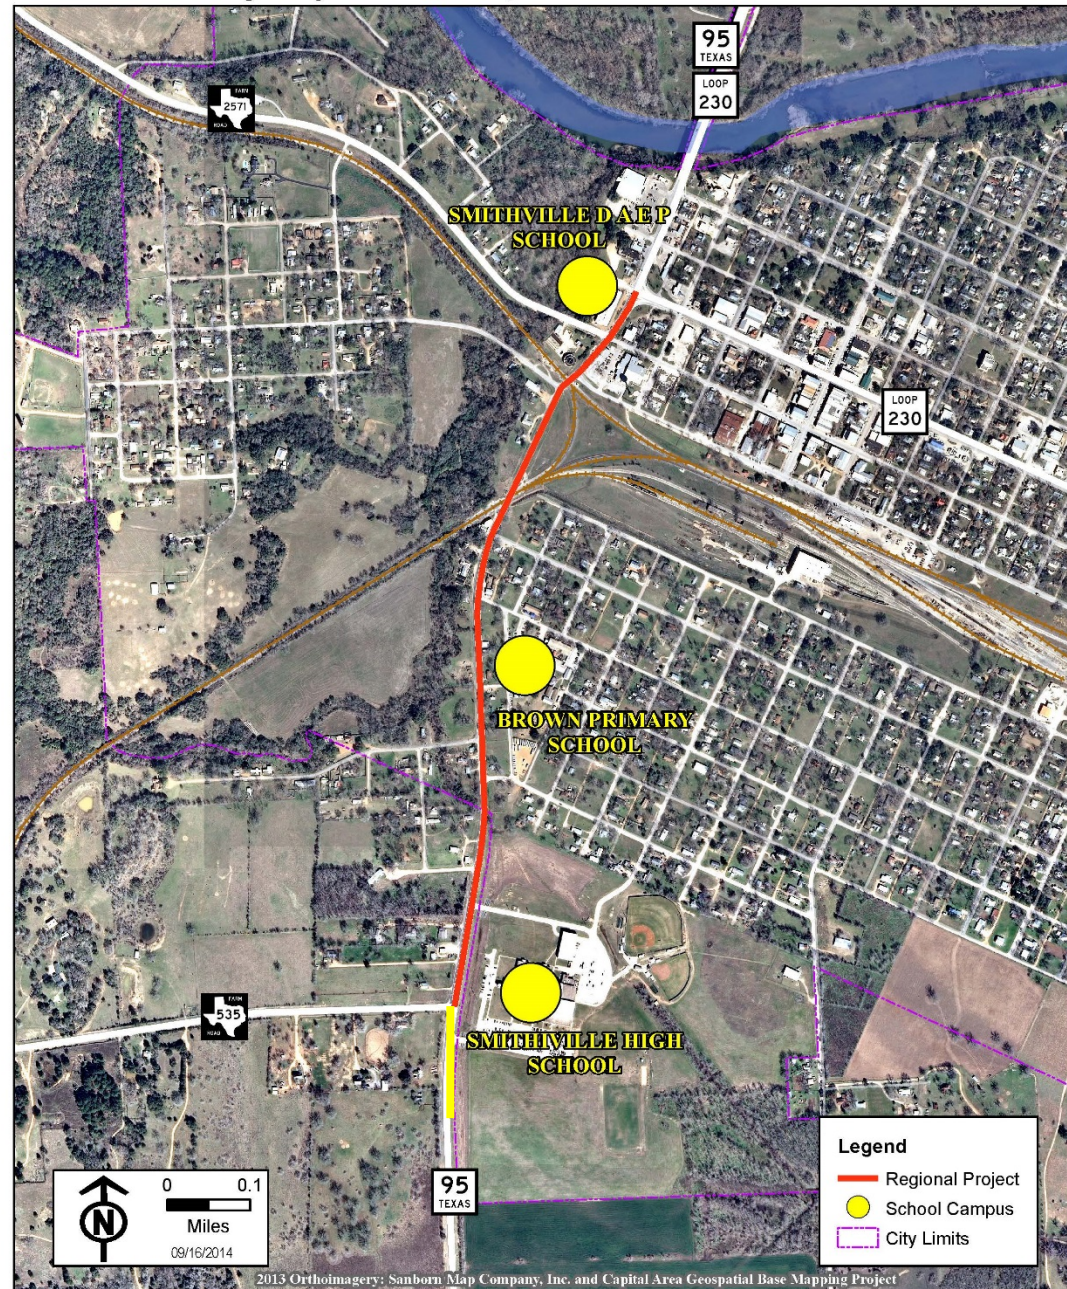 95
TEXAS
LOOP
230
FARM
2571
ROAD
SMITHVILLE D A E P
SCHOOL
LOOP
230
BROWN PRIMARY
SCHOOL
FARM
535
ROAD
SMITHIVILLE HIGH
SCHOOL
95
TEXAS
0 0.1
Miles
09/16/2014
N
Legend
Regional Project
School Campus
City Limits
2013 Orthoimagery: Sanborn Map Company, Inc. and Capital Area Geospatial Base Mapping Project